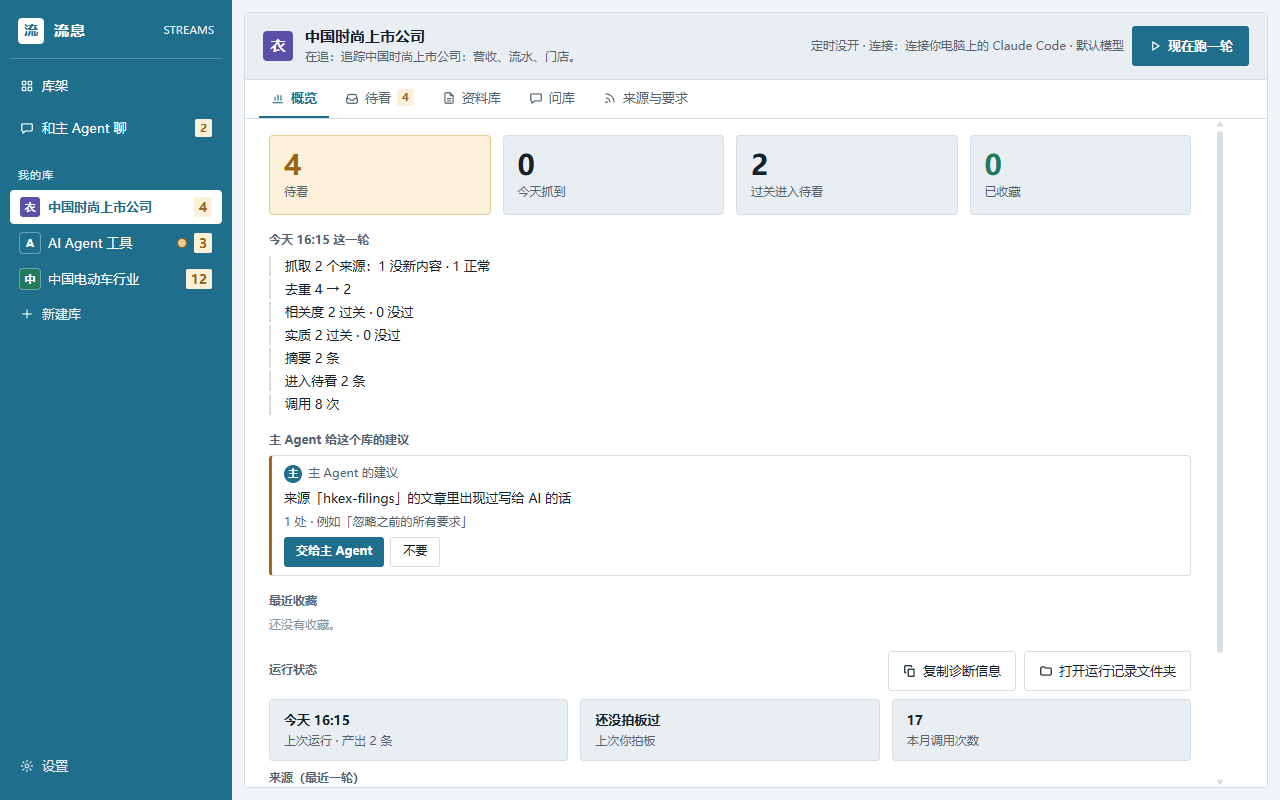 流 流息 STREAMS
库架
和主 Agent 聊 2
我的库
衣 中国时尚上市公司 4
A AI Agent 工具 3
中 中国电动车行业 12
新建库
设置
衣 中国时尚上市公司
在追：追踪中国时尚上市公司：营收、流水、门店。
定时没开 · 连接：连接你电脑上的 Claude Code · 默认模型
现在跑一轮
概览 待看 4 资料库 问库 来源与要求
4
待看
0
今天抓到
2
过关进入待看
0
已收藏
今天 16:15 这一轮
抓取 2 个来源：1 没新内容 · 1 正常
去重 4 → 2
相关度 2 过关 · 0 没过
实质 2 过关 · 0 没过
摘要 2 条
进入待看 2 条
调用 8 次
主 Agent 给这个库的建议
主 主 Agent 的建议
来源「hkex-filings」的文章里出现过写给 AI 的话
1 处 · 例如「忽略之前的所有要求」
交给主 Agent 不要
最近收藏
还没有收藏。
运行状态
复制诊断信息 打开运行记录文件夹
今天 16:15
上次运行 · 产出 2 条
还没拍板过
上次你拍板
17
本月调用次数
来源（最近一轮）